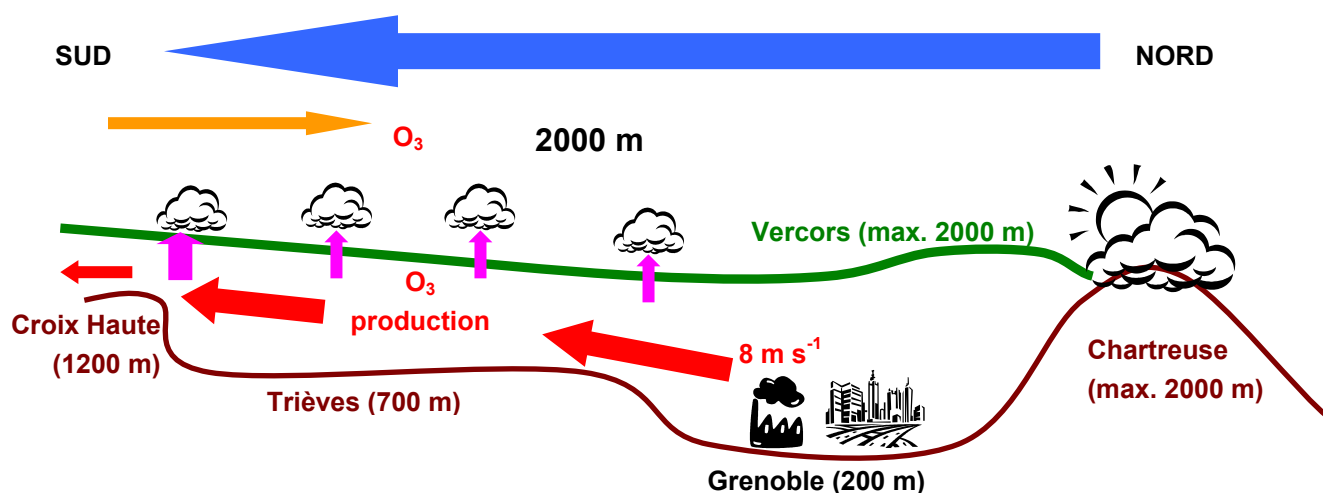 SUD
NORD
O₃
2000 m
Vercors (max. 2000 m)
O₃
production
8 m s⁻¹
Croix Haute
(1200 m)
Trièves (700 m)
Chartreuse
(max. 2000 m)
Grenoble (200 m)